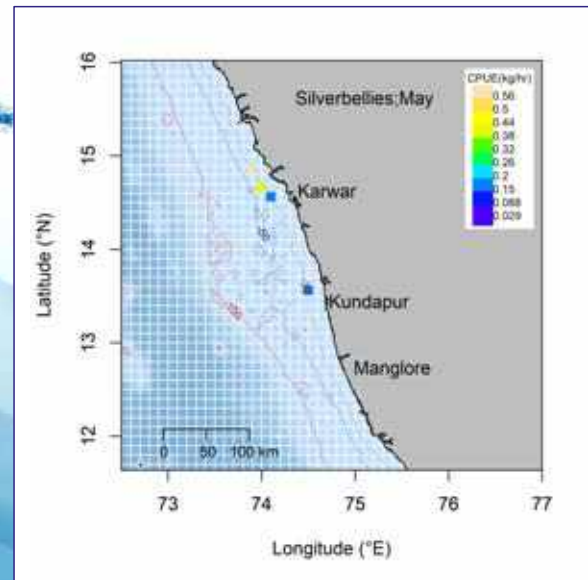 Silverbellies;May
CPUE(kg/hr)
0.56
0.5
0.44
0.38
0.32
0.26
0.2
0.15
0.088
0.029
Karwar
Kundapur
Manglore
0 50 100 km
16
15
14
13
12
Latitude (°N)
73 74 75 76 77
Longitude (°E)